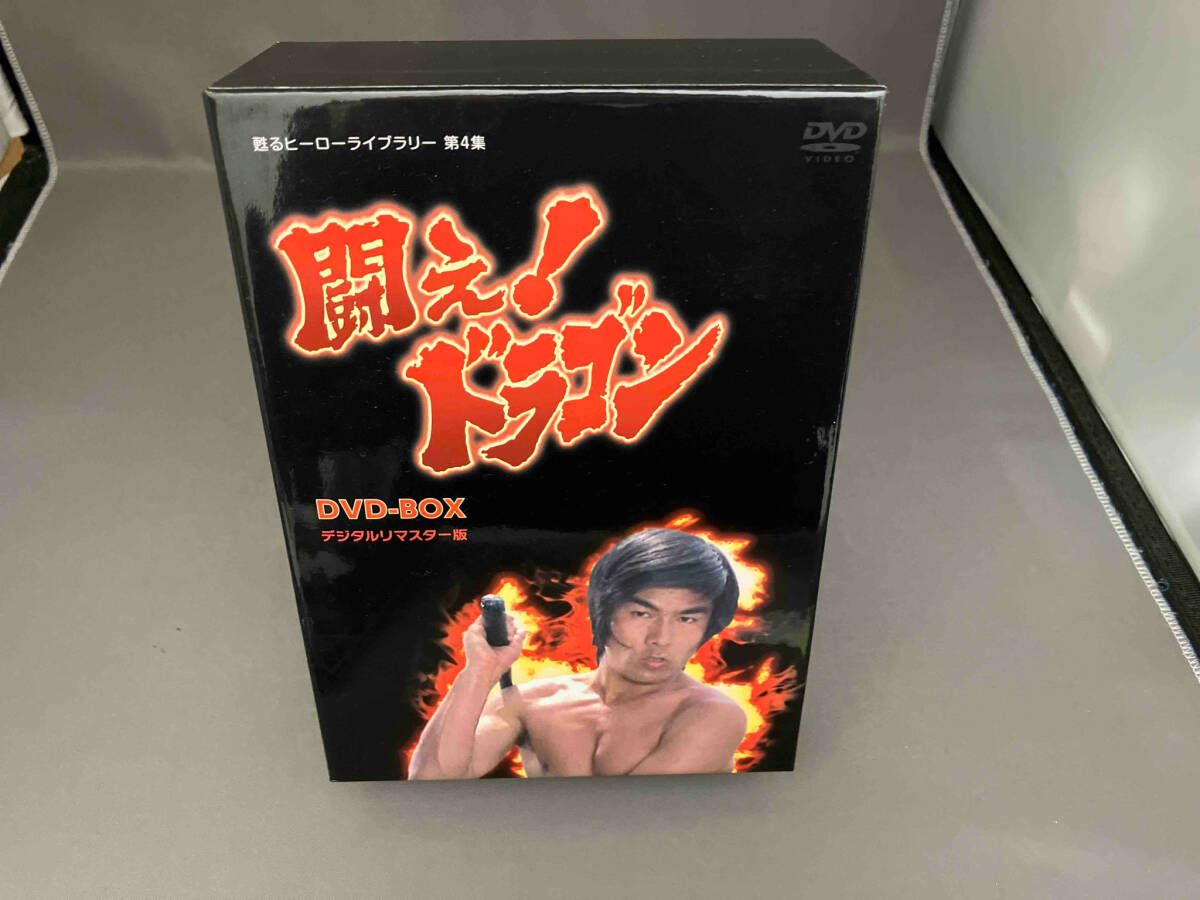 甦るヒーローライブラリー 第4集
DVD
VIDEO
闘え!
ドラゴン
DVD-BOX
デジタルリマスター版